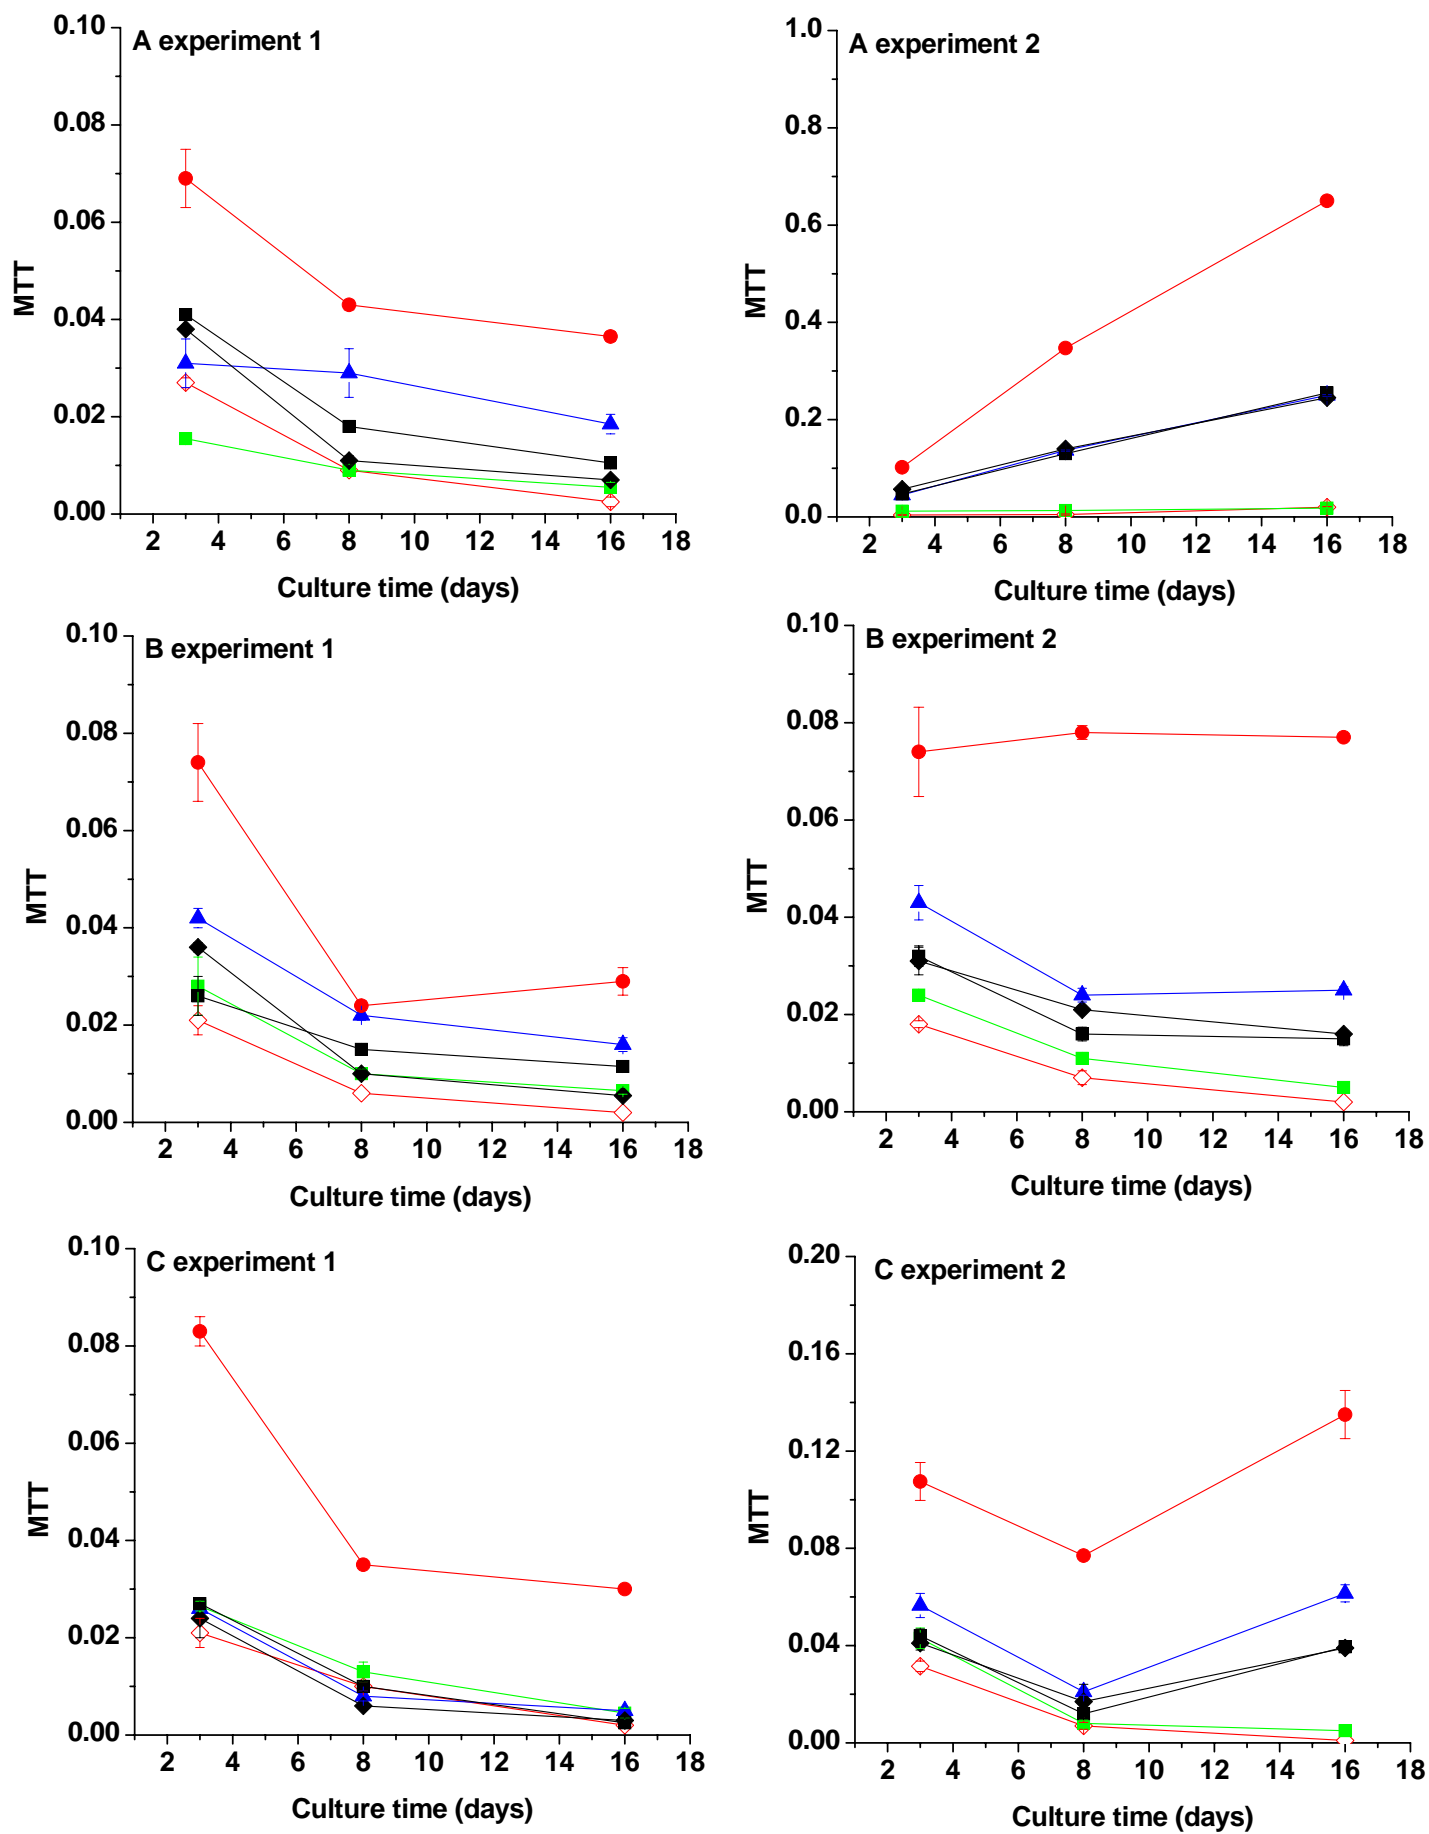 A experiment 1
0.10
0.08
0.06
0.04
0.02
0.00
MTT
2 4 6 8 10 12 14 16 18
Culture time (days)
A experiment 2
1.0
0.8
0.6
0.4
0.2
0.0
MTT
2 4 6 8 10 12 14 16 18
Culture time (days)
B experiment 1
0.10
0.08
0.06
0.04
0.02
0.00
MTT
2 4 6 8 10 12 14 16 18
Culture time (days)
B experiment 2
0.10
0.08
0.06
0.04
0.02
0.00
MTT
2 4 6 8 10 12 14 16 18
Culture time (days)
C experiment 1
0.10
0.08
0.06
0.04
0.02
0.00
MTT
2 4 6 8 10 12 14 16 18
Culture time (days)
C experiment 2
0.20
0.16
0.12
0.08
0.04
0.00
MTT
2 4 6 8 10 12 14 16 18
Culture time (days)